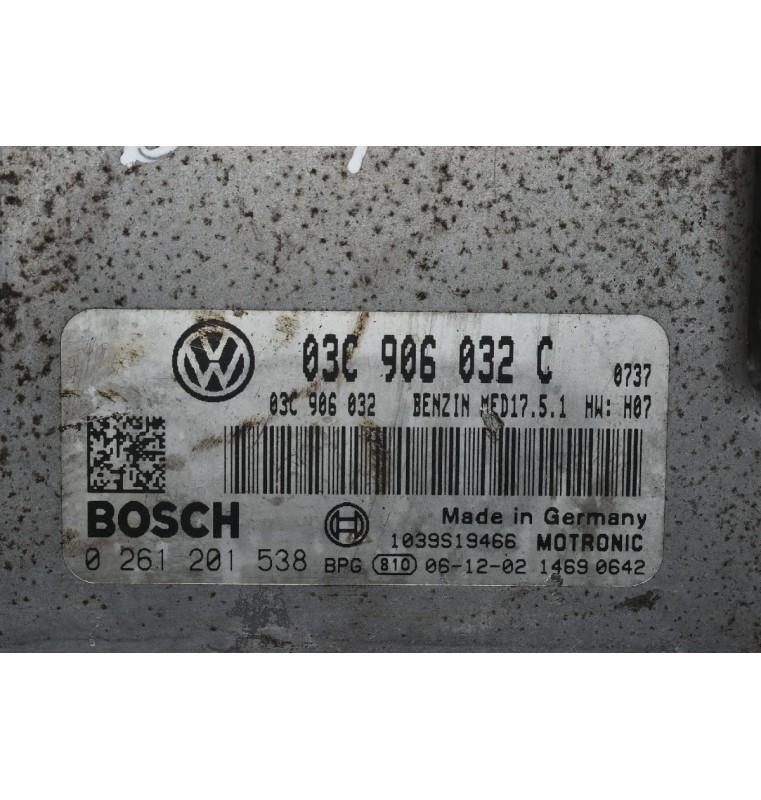 03C 906 032 C 0737
03C 906 032 BENZIN MED17.5.1 HW: H07
BOSCH Made in Germany
1039S19466 MOTRONIC
0 261 201 538 BPG 810 06-12-02 1469 0642